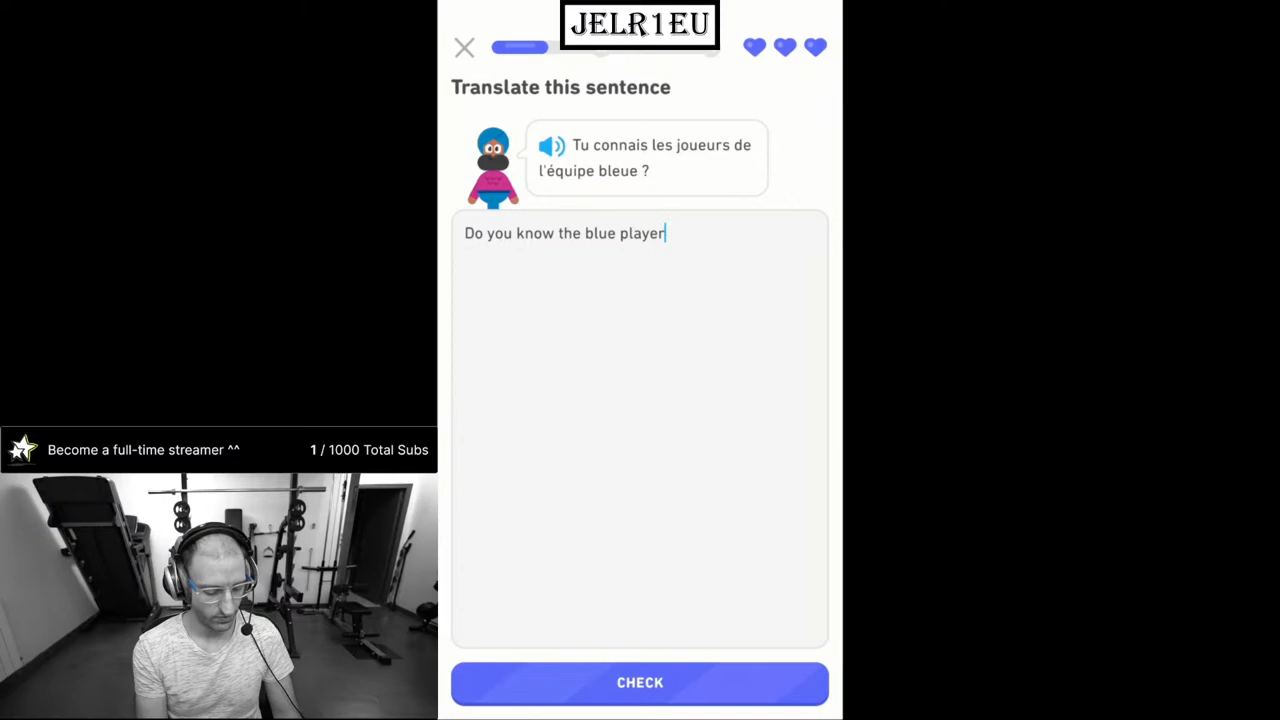 JELR1EU
Translate this sentence
Tu connais les joueurs de
l'équipe bleue ?
Do you know the blue player
Become a full-time streamer ^^ 1 / 1000 Total Subs
CHECK